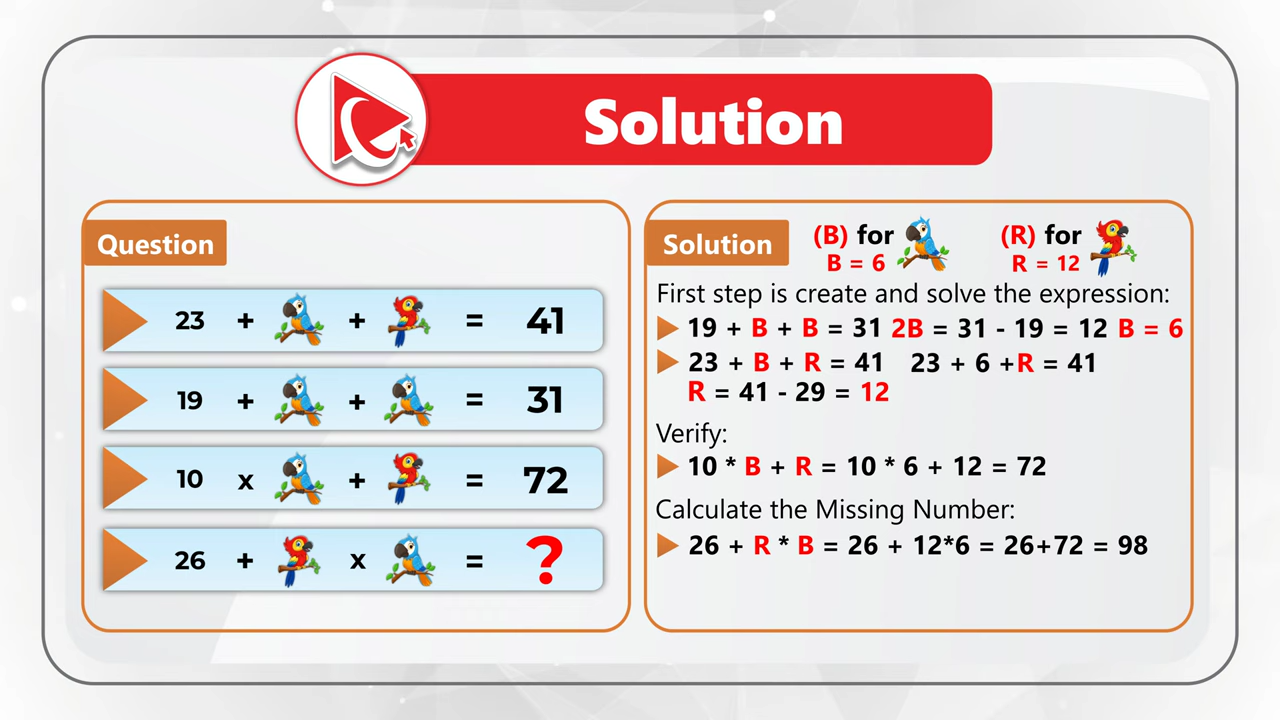 Solution
Question
23 + + = 41
19 + + = 31
10 x + = 72
26 + x = ?
Solution
(B) for
B = 6
(R) for
R = 12
First step is create and solve the expression:
19 + B + B = 31 2B = 31 - 19 = 12 B = 6
23 + B + R = 41 23 + 6 +R = 41
R = 41 - 29 = 12
Verify:
10 * B + R = 10 * 6 + 12 = 72
Calculate the Missing Number:
26 + R * B = 26 + 12*6 = 26+72 = 98